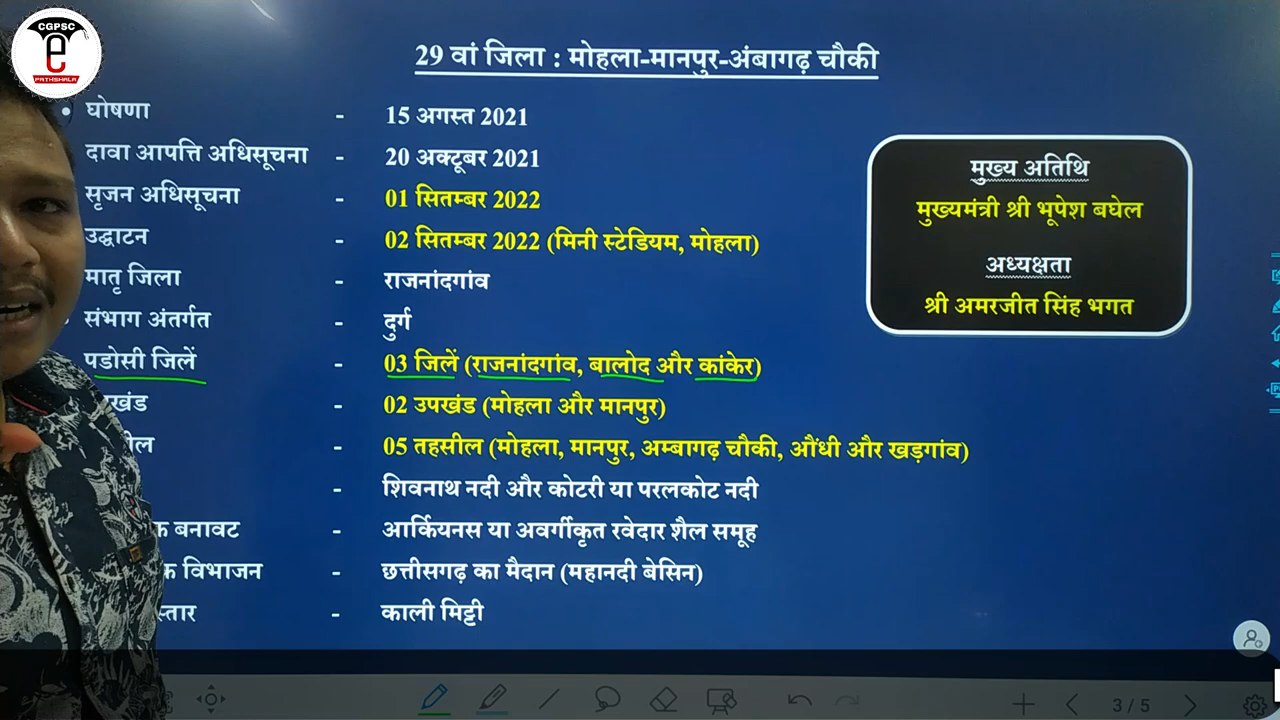 CGPSC
e
PATHSHALA
29 वां जिला : मोहला-मानपुर-अंबागढ़ चौकी
• घोषणा - 15 अगस्त 2021
दावा आपत्ति अधिसूचना - 20 अक्टूबर 2021
सृजन अधिसूचना - 01 सितम्बर 2022
उद्घाटन - 02 सितम्बर 2022 (मिनी स्टेडियम, मोहला)
मातृ जिला - राजनांदगांव
संभाग अंतर्गत - दुर्ग
पडोसी जिलें - 03 जिलें (राजनांदगांव, बालोद और कांकेर)
खंड - 02 उपखंड (मोहला और मानपुर)
ील - 05 तहसील (मोहला, मानपुर, अम्बागढ़ चौकी, औंधी और खड़गांव)
- शिवनाथ नदी और कोटरी या परलकोट नदी
क बनावट - आर्कियनस या अवर्गीकृत रवेदार शैल समूह
क विभाजन - छत्तीसगढ़ का मैदान (महानदी बेसिन)
स्तार - काली मिट्टी
मुख्य अतिथि
मुख्यमंत्री श्री भूपेश बघेल
अध्यक्षता
श्री अमरजीत सिंह भगत
3 / 5